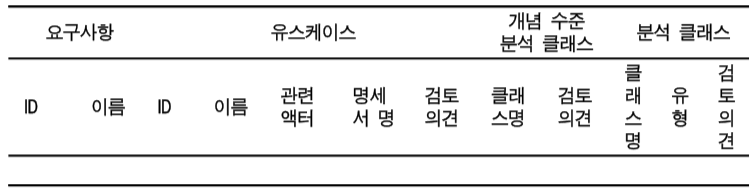 요구사항 유스케이스 개념 수준 분석 클래스 분석 클래스
ID 이름 ID 이름 관련 액터 명세 서 명 검토 의견 클래 스명 검토 의견 클 래 스 명 유 형 검 토 의 견